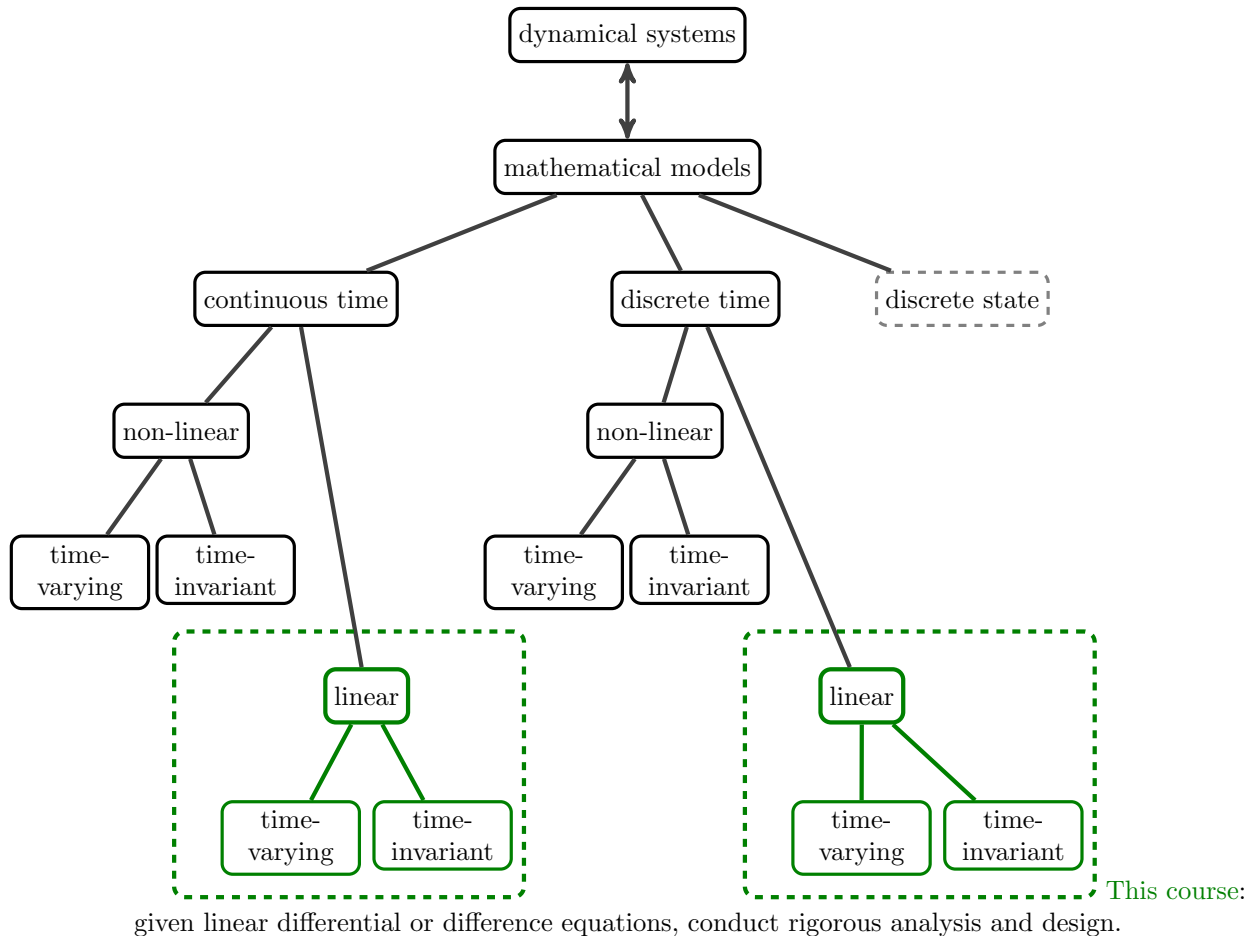 dynamical systems
mathematical models
continuous time
discrete time
discrete state
non-linear
non-linear
time-
varying
time-
invariant
time-
varying
time-
invariant
linear
linear
time-
varying
time-
invariant
time-
varying
time-
invariant
This course:
given linear differential or difference equations, conduct rigorous analysis and design.